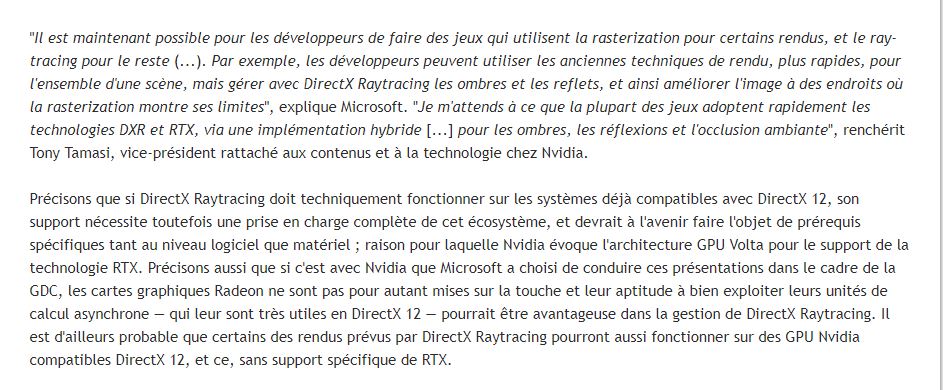 "Il est maintenant possible pour les développeurs de faire des jeux qui utilisent la rasterization pour certains rendus, et le ray-
tracing pour le reste (...). Par exemple, les développeurs peuvent utiliser les anciennes techniques de rendu, plus rapides, pour
l'ensemble d'une scène, mais gérer avec DirectX Raytracing les ombres et les reflets, et ainsi améliorer l'image à des endroits où
la rasterization montre ses limites", explique Microsoft. "Je m'attends à ce que la plupart des jeux adoptent rapidement les
technologies DXR et RTX, via une implémentation hybride [...] pour les ombres, les réflexions et l'occlusion ambiante", renchérit
Tony Tamasi, vice-président rattaché aux contenus et à la technologie chez Nvidia.
Précisons que si DirectX Raytracing doit techniquement fonctionner sur les systèmes déjà compatibles avec DirectX 12, son
support nécessite toutefois une prise en charge complète de cet écosystème, et devrait à l'avenir faire l'objet de prérequis
spécifiques tant au niveau logiciel que matériel ; raison pour laquelle Nvidia évoque l'architecture GPU Volta pour le support de la
technologie RTX. Précisons aussi que si c'est avec Nvidia que Microsoft a choisi de conduire ces présentations dans le cadre de la
GDC, les cartes graphiques Radeon ne sont pas pour autant mises sur la touche et leur aptitude à bien exploiter leurs unités de
calcul asynchrone — qui leur sont très utiles en DirectX 12 — pourrait être avantageuse dans la gestion de DirectX Raytracing. Il
est d'ailleurs probable que certains des rendus prévus par DirectX Raytracing pourront aussi fonctionner sur des GPU Nvidia
compatibles DirectX 12, et ce, sans support spécifique de RTX.